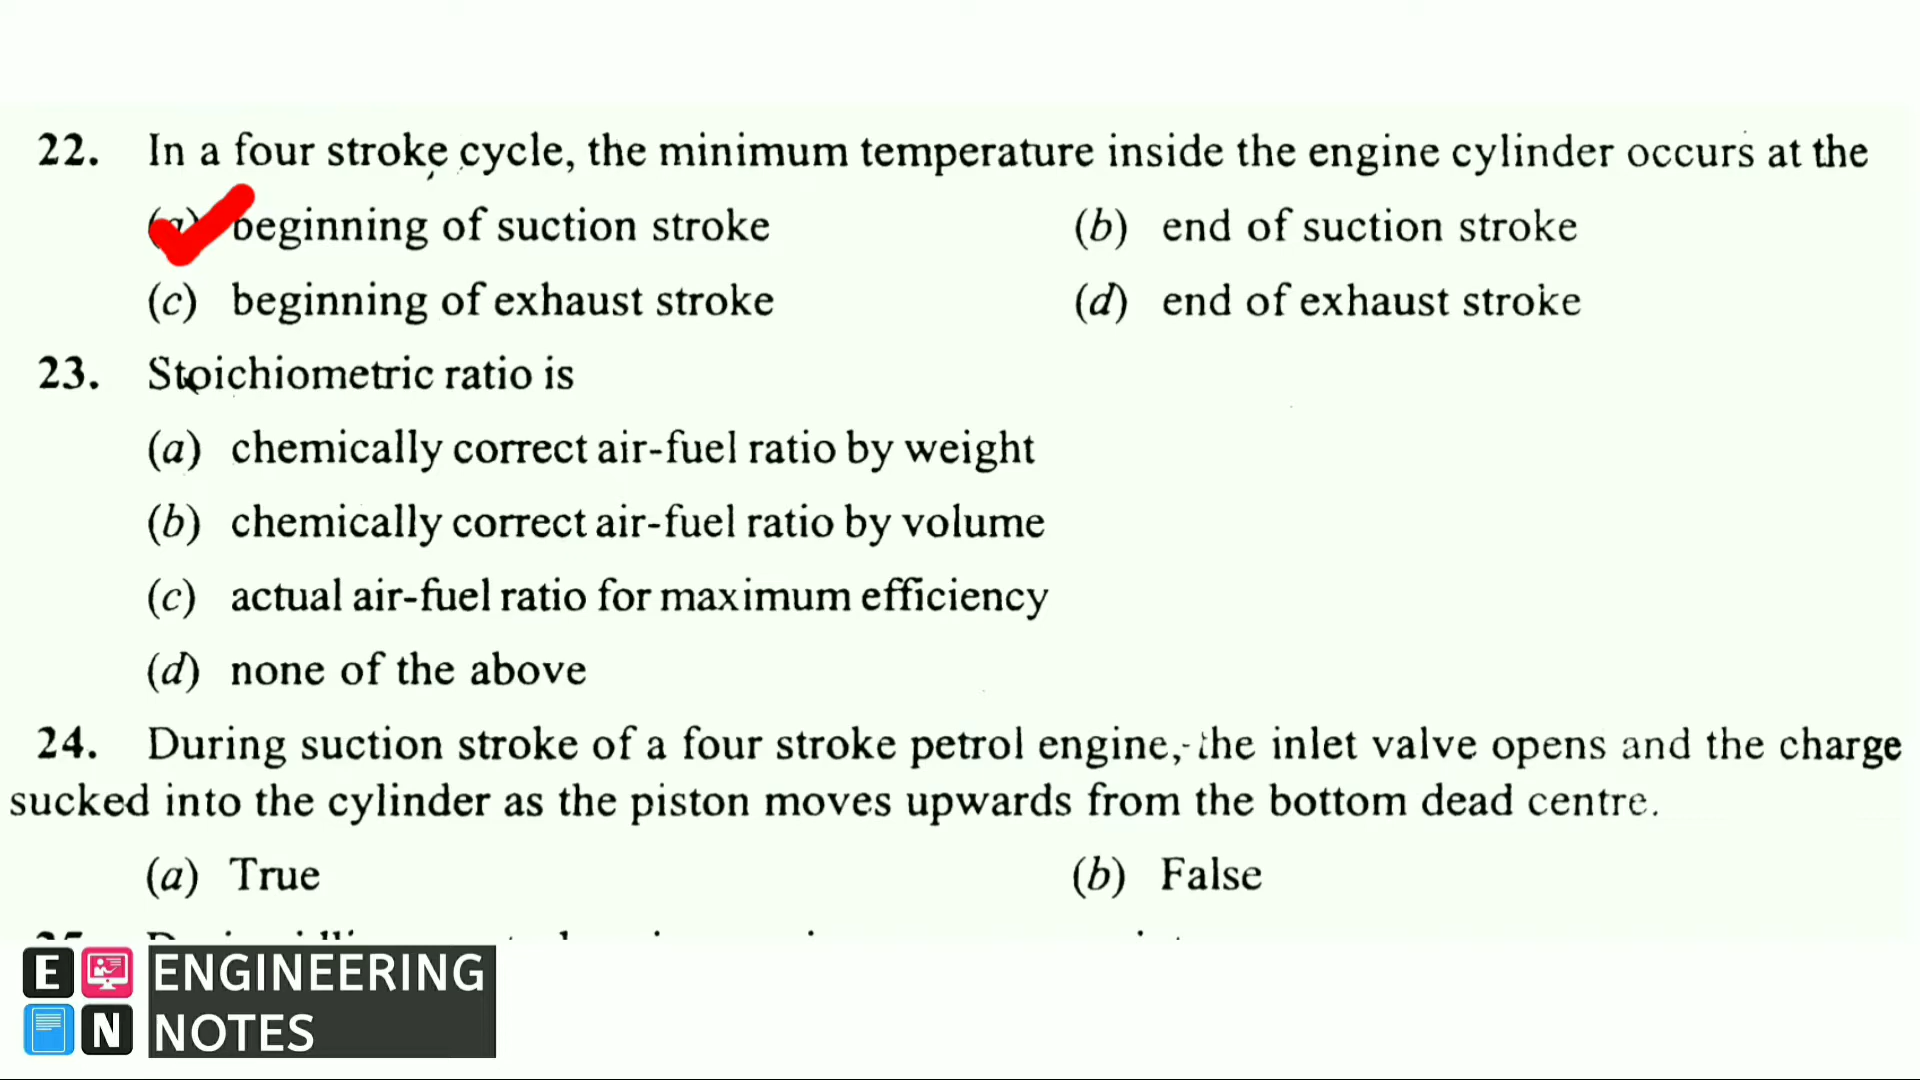 22. In a four stroke cycle, the minimum temperature inside the engine cylinder occurs at the
beginning of suction stroke (b) end of suction stroke
(c) beginning of exhaust stroke (d) end of exhaust stroke
23. Stoichiometric ratio is
(a) chemically correct air-fuel ratio by weight
(b) chemically correct air-fuel ratio by volume
(c) actual air-fuel ratio for maximum efficiency
(d) none of the above
24. During suction stroke of a four stroke petrol engine, the inlet valve opens and the charge
sucked into the cylinder as the piston moves upwards from the bottom dead centre.
(a) True (b) False
E ENGINEERING
N NOTES